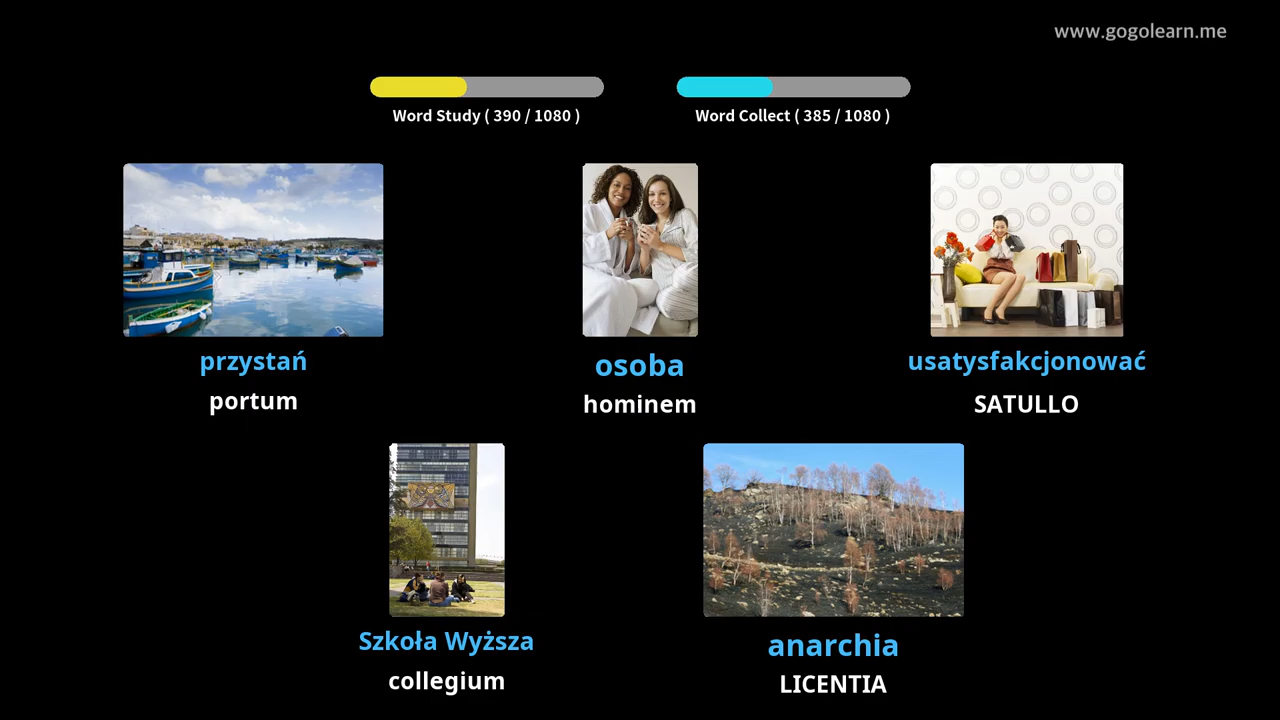 www.gogolearn.me
Word Study ( 390 / 1080 )
Word Collect ( 385 / 1080 )
przystań
portum
osoba
hominem
usatysfakcjonować
SATULLO
Szkoła Wyższa
collegium
anarchia
LICENTIA